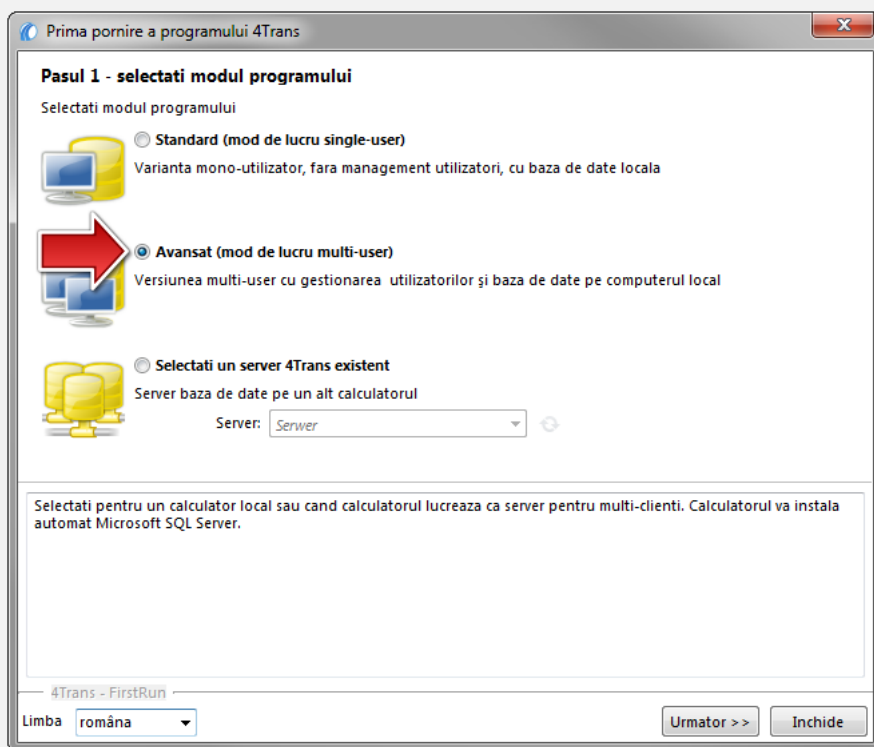 Prima pornire a programului 4Trans
Pasul 1 - selectati modul programului
Selectati modul programului
Standard (mod de lucru single-user)
Varianta mono-utilizator, fara management utilizatori, cu baza de date locala
Avansat (mod de lucru multi-user)
Versiunea multi-user cu gestionarea  utilizatorilor şi baza de date pe computerul local
Selectati un server 4Trans existent
Server baza de date pe un alt calculatorul
Server: Serwer
Selectati pentru un calculator local sau cand calculatorul lucreaza ca server pentru multi-clienti. Calculatorul va instala
automat Microsoft SQL Server.
4Trans - FirstRun
Limba româna Urmator >> Inchide